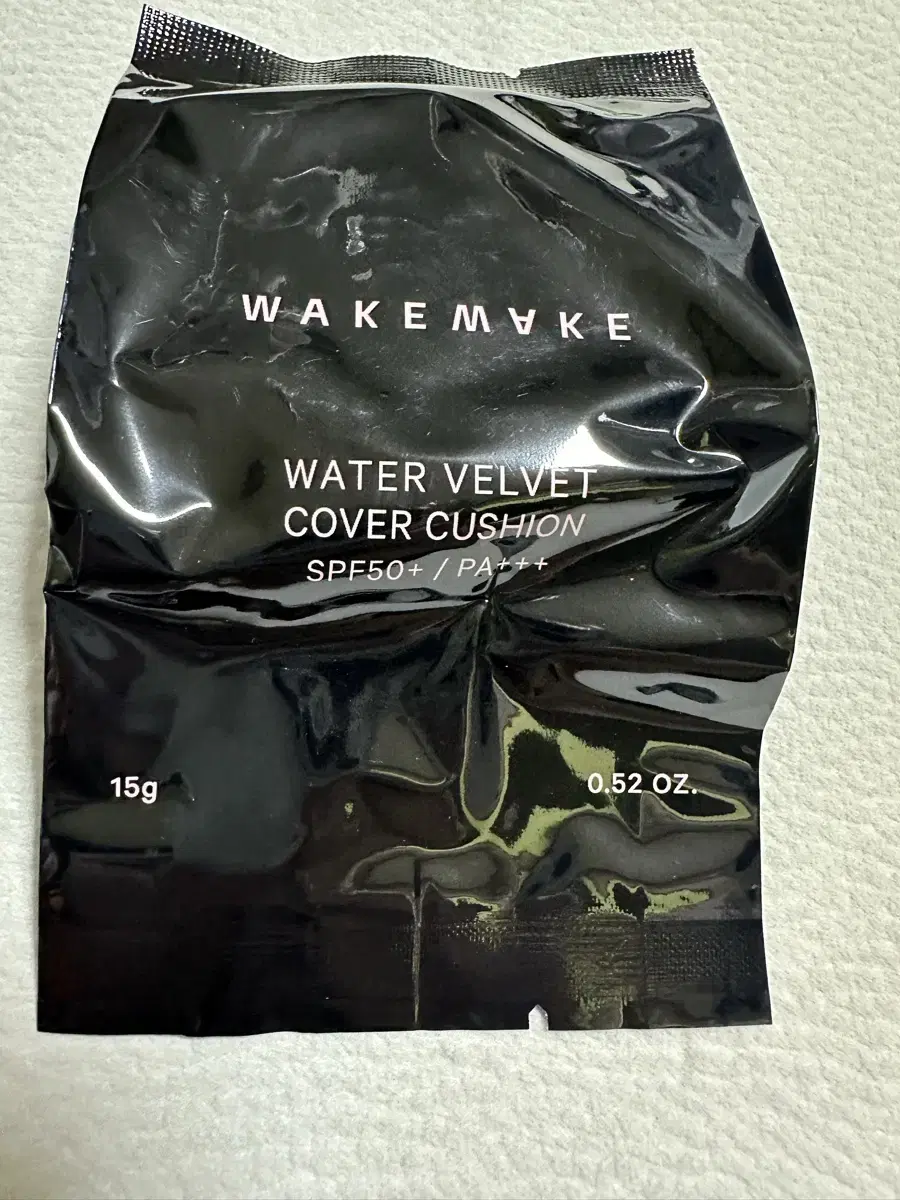 WAKEMAKE
WATER VELVET
COVER CUSHION
SPF50+ / PA+++
15g
0.52 OZ.